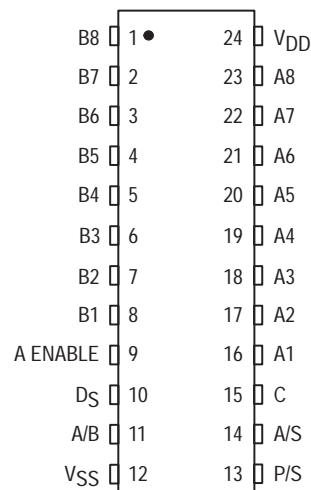 B8 1 24 VDD
B7 2 23 A8
B6 3 22 A7
B5 4 21 A6
B4 5 20 A5
B3 6 19 A4
B2 7 18 A3
B1 8 17 A2
A ENABLE 9 16 A1
DS 10 15 C
A/B 11 14 A/S
VSS 12 13 P/S